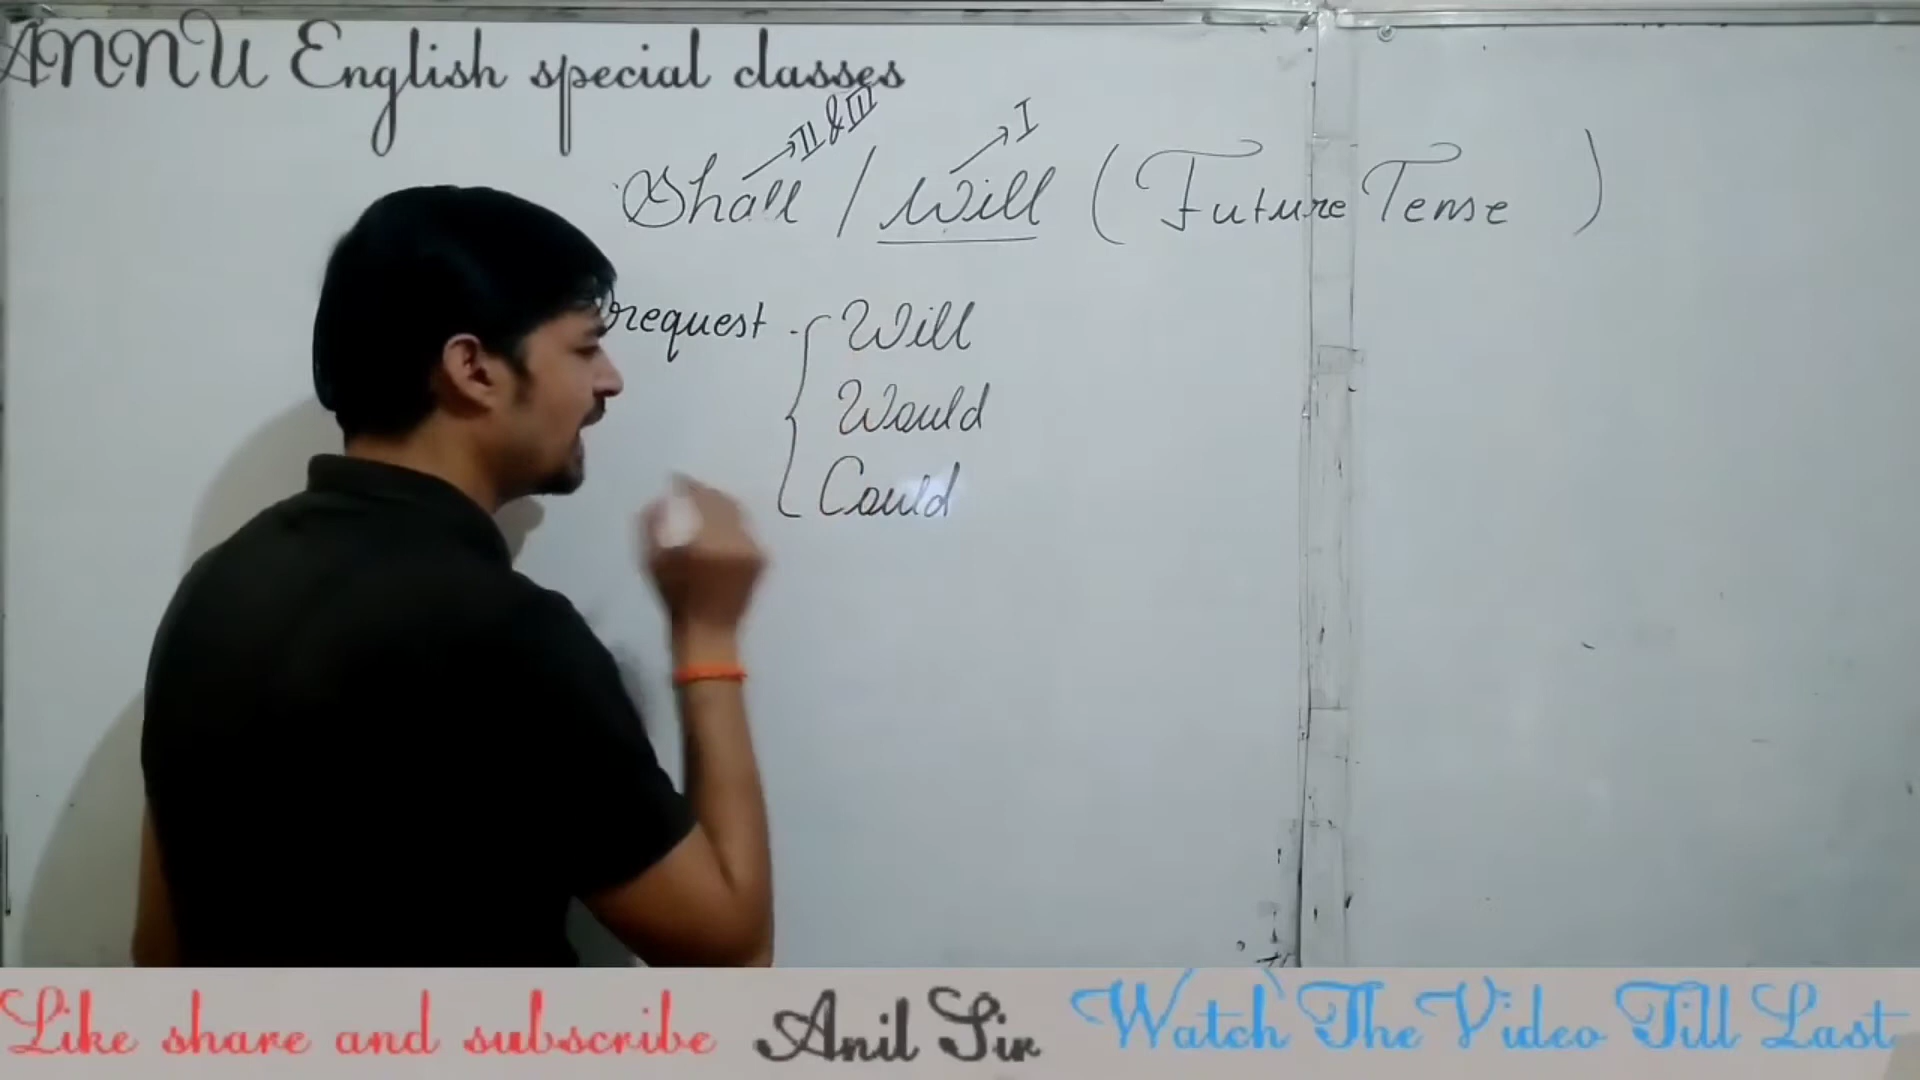 ANNU English special classes
II & III
I
Shall / Will (Future Tense)
request
Will
Would
Could
Like share and subscribe Anil Sir Watch The Video Till Last